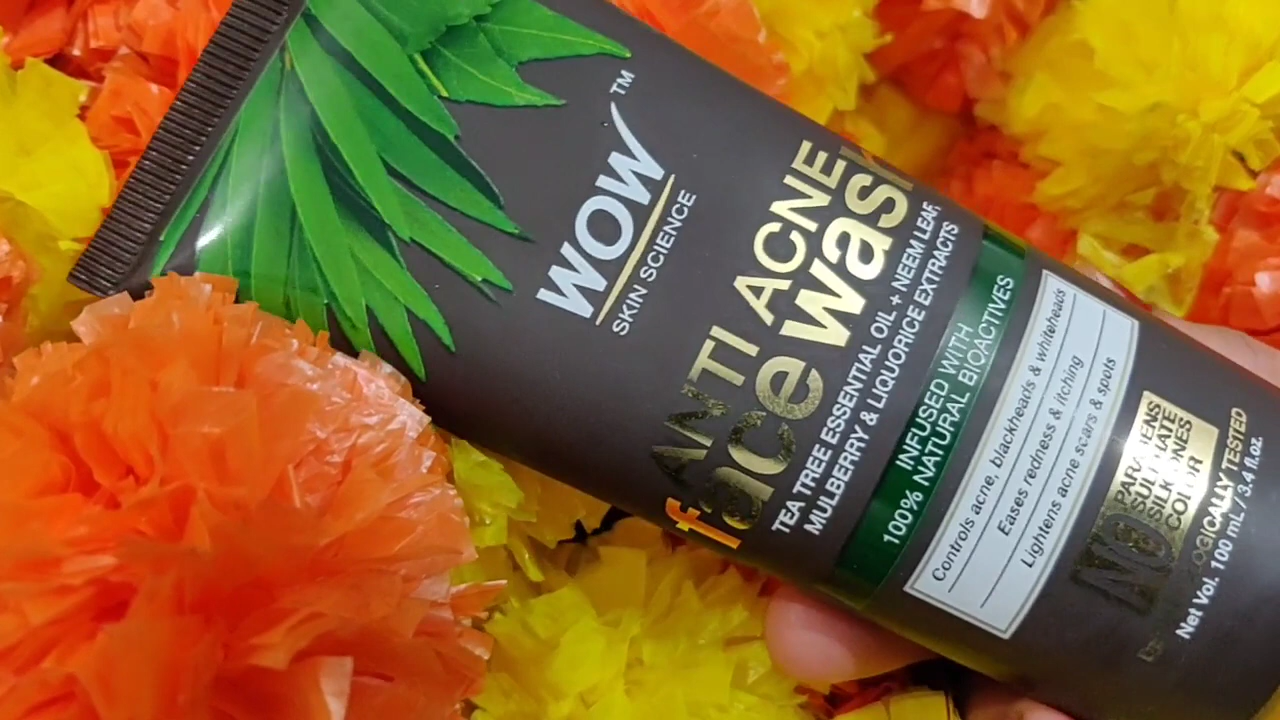 WOW™
SKIN SCIENCE
ANTI ACNE
face wash
TEA TREE ESSENTIAL OIL + NEEM LEAF,
MULBERRY & LIQUORICE EXTRACTS
INFUSED WITH
100% NATURAL BIOACTIVES
Controls acne, blackheads & whiteheads
Eases redness & itching
Lightens acne scars & spots
NO
PARABENS
SULPHATE
SILICONES
COLOR
TESTED
Net Vol. 100 mL / 3.4 fl.oz.